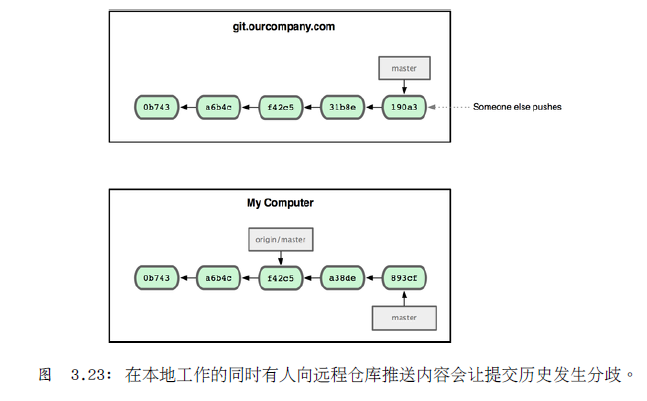 git.ourcompany.com
master
0b743 a6b4c f42c5 31b8e 190a3 Someone else pushes
My Computer
origin/master
0b743 a6b4c f42c5 a38de 893cf
master
图 3.23: 在本地工作的同时有人向远程仓库推送内容会让提交历史发生分歧。